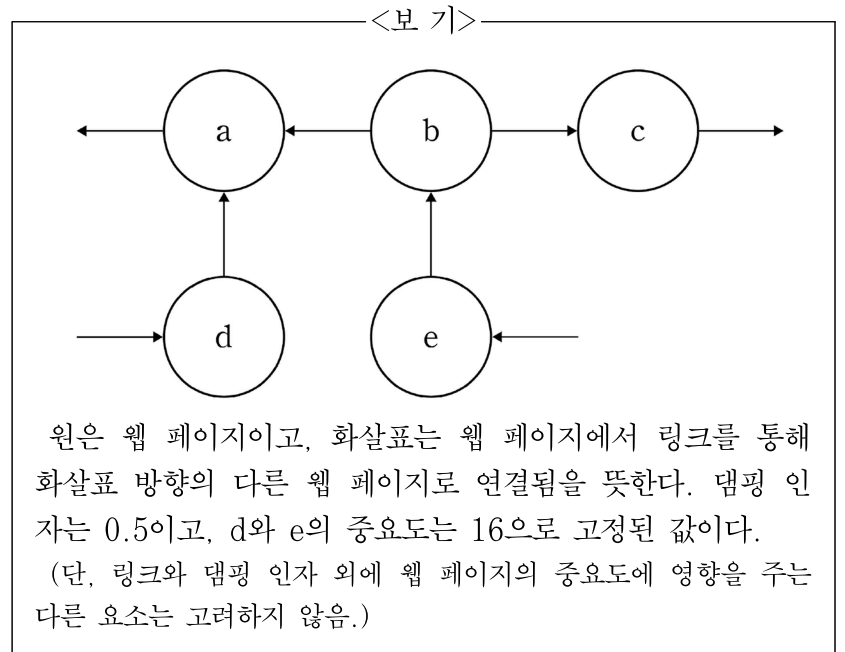 <보 기>
a b c
d e
원은 웹 페이지이고, 화살표는 웹 페이지에서 링크를 통해
화살표 방향의 다른 웹 페이지로 연결됨을 뜻한다. 댐핑 인
자는 0.5이고, d와 e의 중요도는 16으로 고정된 값이다.
(단, 링크와 댐핑 인자 외에 웹 페이지의 중요도에 영향을 주는
다른 요소는 고려하지 않음.)